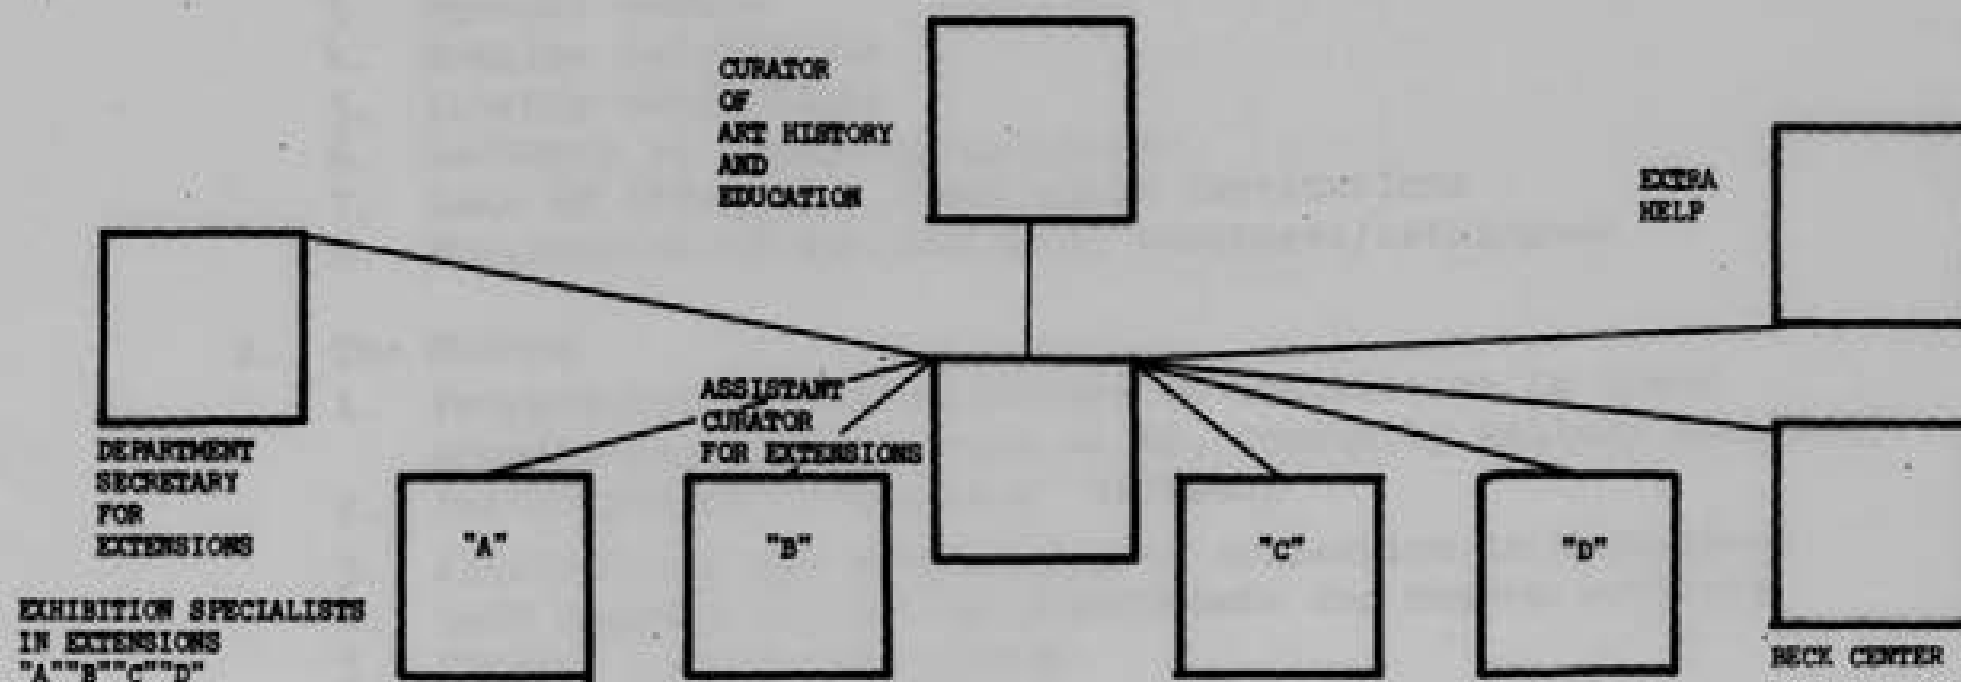 CURATOR
OF
ART HISTORY
AND
EDUCATION
EXTRA
HELP
ASSISTANT
CURATOR
FOR EXTENSIONS
DEPARTMENT
SECRETARY
FOR
EXTENSIONS
"A"
"B"
"C"
"D"
EXHIBITION SPECIALISTS
IN EXTENSIONS
"A""B""C""D"
BECK CENTER